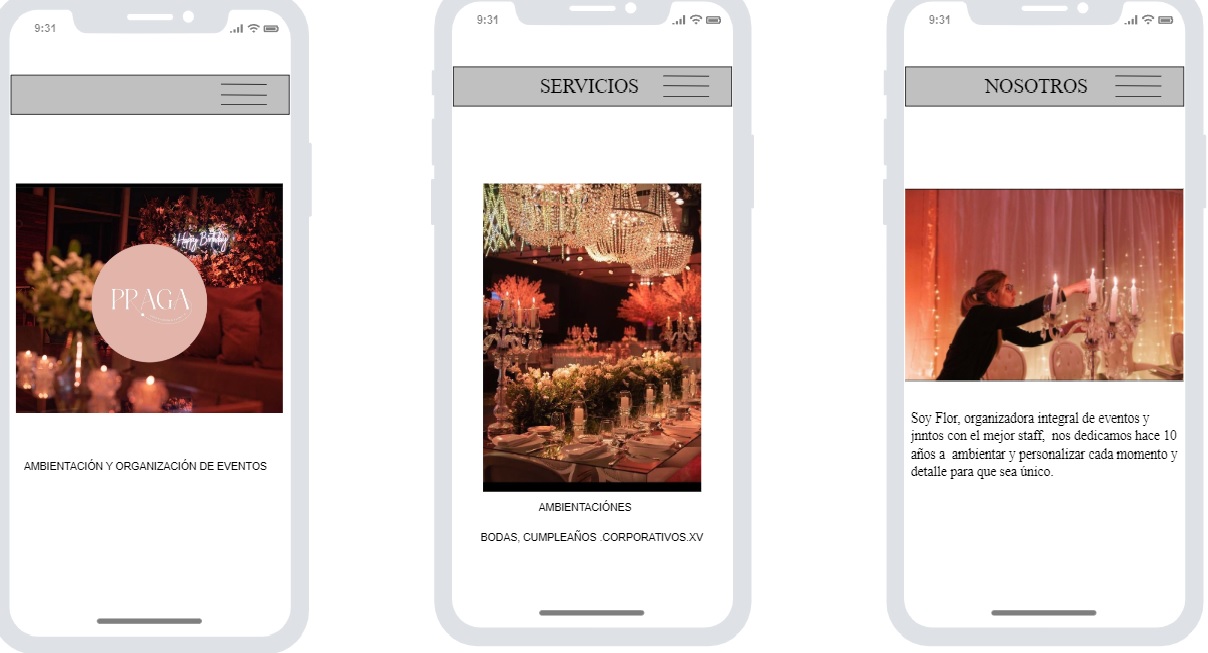 9:31
Happy Birthday
PRAGA
AMBIENTACIÓN Y ORGANIZACIÓN DE EVENTOS
9:31
SERVICIOS
AMBIENTACIÓNES
BODAS, CUMPLEAÑOS .CORPORATIVOS.XV
9:31
NOSOTROS
Soy Flor, organizadora integral de eventos y
jnntos con el mejor staff,  nos dedicamos hace 10
años a  ambientar y personalizar cada momento y
detalle para que sea único.